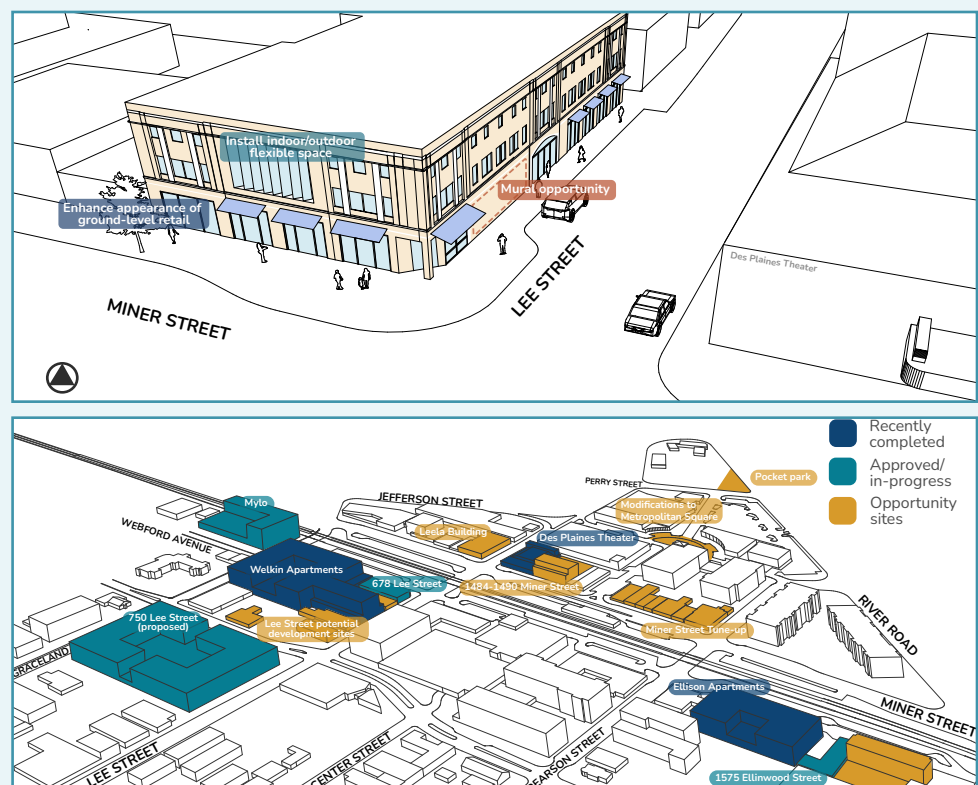 Install indoor/outdoor
flexible space
Mural opportunity
Enhance appearance of
ground-level retail
Des Plaines Theater
LEE STREET
MINER STREET
Recently
completed
Approved/
in-progress
Opportunity
sites
Pocket park
PERRY STREET
JEFFERSON STREET
Mylo
Modifications to
Metropolitan Square
WEBFORD AVENUE
Leela Building
Des Plaines Theater
Welkin Apartments
678 Lee Street
1484-1490 Miner Street
750 Lee Street
(proposed)
Lee Street potential
development sites
Miner Street Tune-up
RIVER ROAD
GRACELAND
Ellison Apartments
MINER STREET
LEE STREET
CENTER STREET
PEARSON STREET
1575 Ellinwood Street